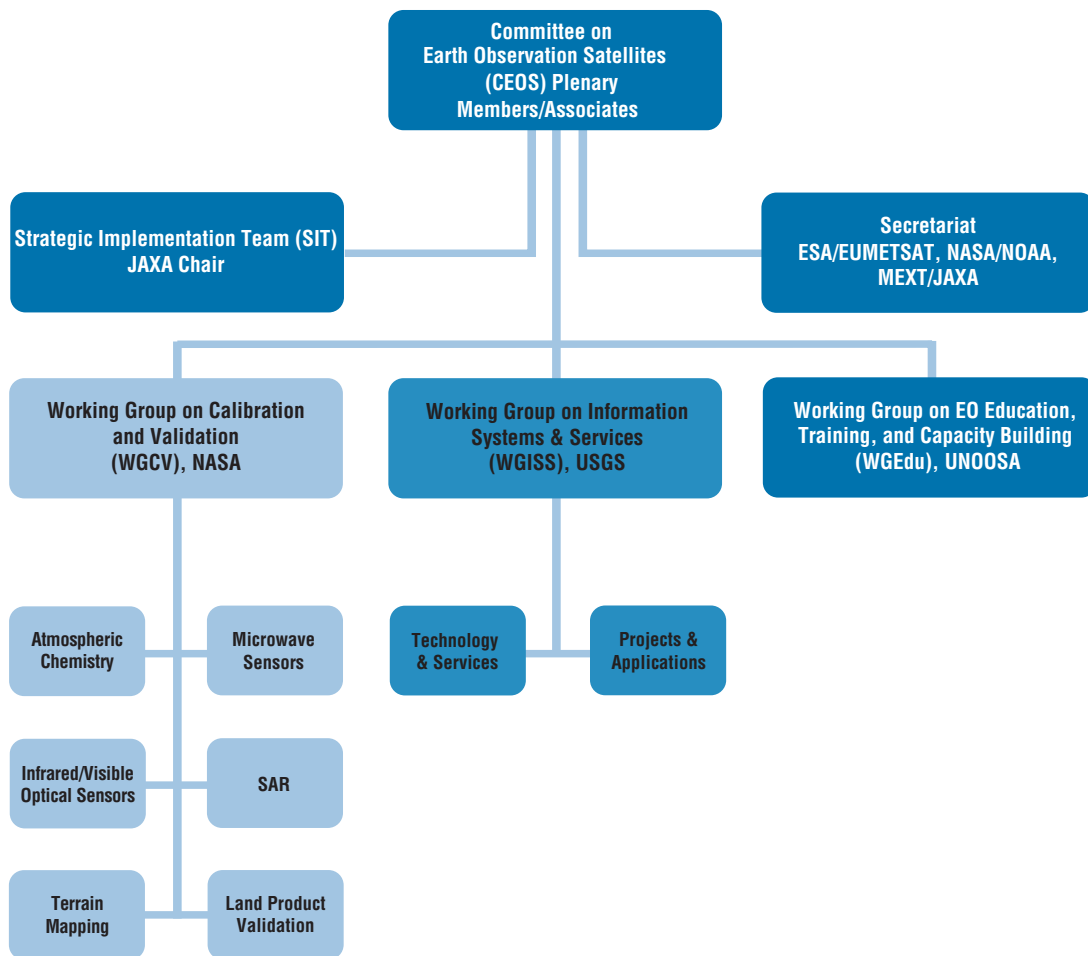 Committee on
Earth Observation Satellites
(CEOS) Plenary
Members/Associates
Strategic Implementation Team (SIT)
JAXA Chair
Secretariat
ESA/EUMETSAT, NASA/NOAA,
MEXT/JAXA
Working Group on Calibration
and Validation
(WGCV), NASA
Working Group on Information
Systems & Services
(WGISS), USGS
Working Group on EO Education,
Training, and Capacity Building
(WGEdu), UNOOSA
Atmospheric
Chemistry
Microwave
Sensors
Technology
& Services
Projects &
Applications
Infrared/Visible
Optical Sensors
SAR
Terrain
Mapping
Land Product
Validation